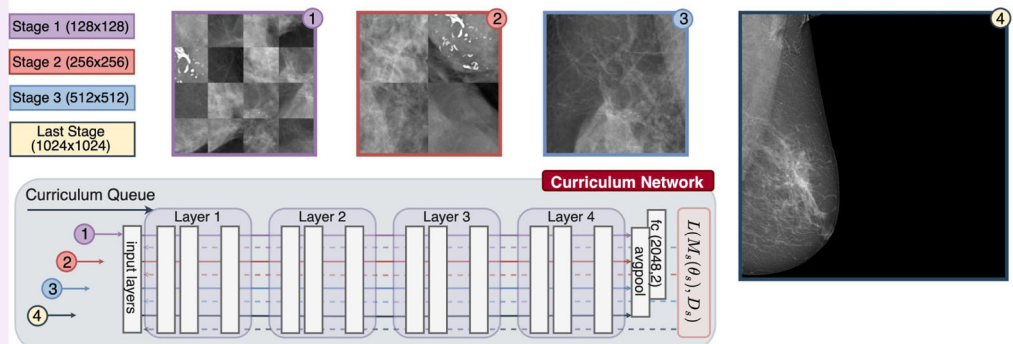 Stage 1 (128x128)
Stage 2 (256x256)
Stage 3 (512x512)
Last Stage
(1024x1024)
1
2
3
4
Curriculum Network
Curriculum Queue
Layer 1
Layer 2
Layer 3
Layer 4
1
2
3
4
input layers
avgpool
fc (2048.2)
L(Mₛ(θₛ), Dₛ)